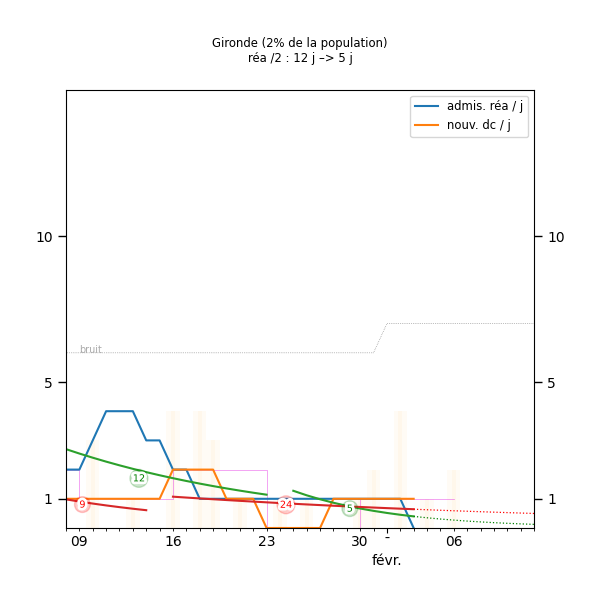 Gironde (2% de la population)
réa /2 : 12 j –> 5 j
admis. réa / j
nouv. dc / j
10 10
bruit
5 5
12
9 24 5
1 1
09 16 23 30 - 06
févr.